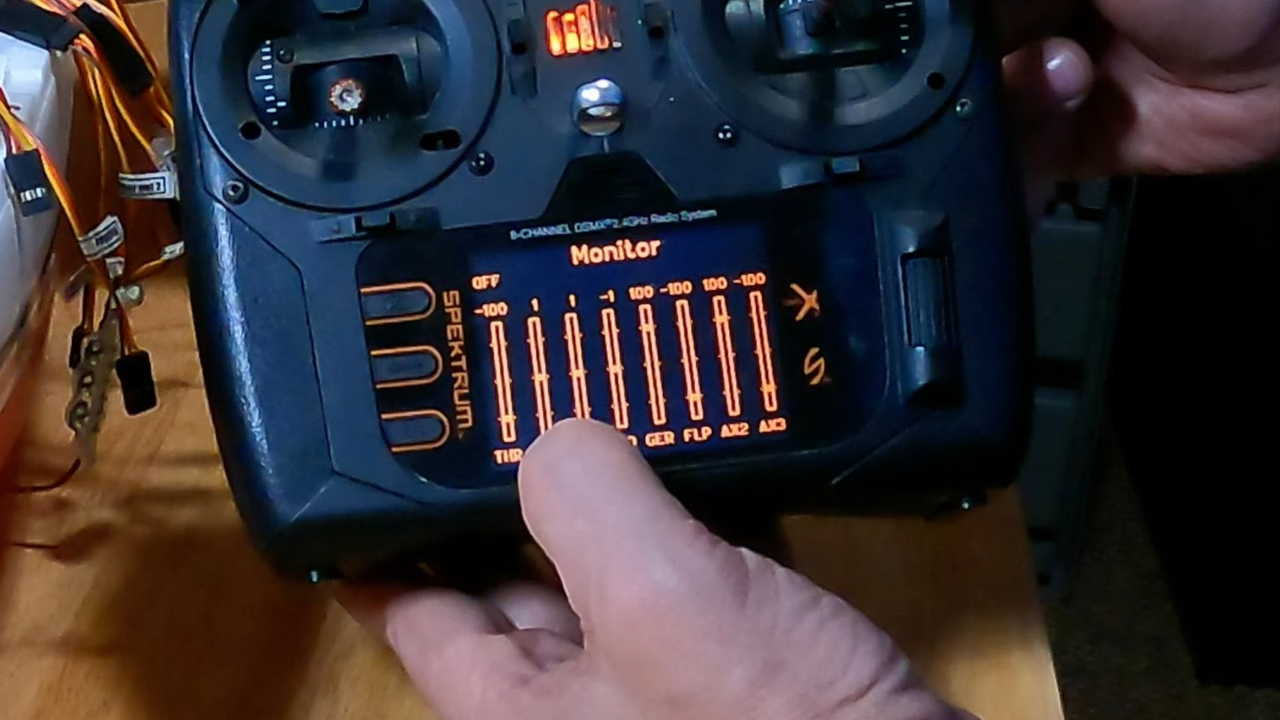 8-CHANNEL DSMX® 2.4GHz Radio System
Monitor
OFF
-100 1 1 -1 100 -100 100 -100
THR GER FLP AX2 AX3
SPEKTRUM